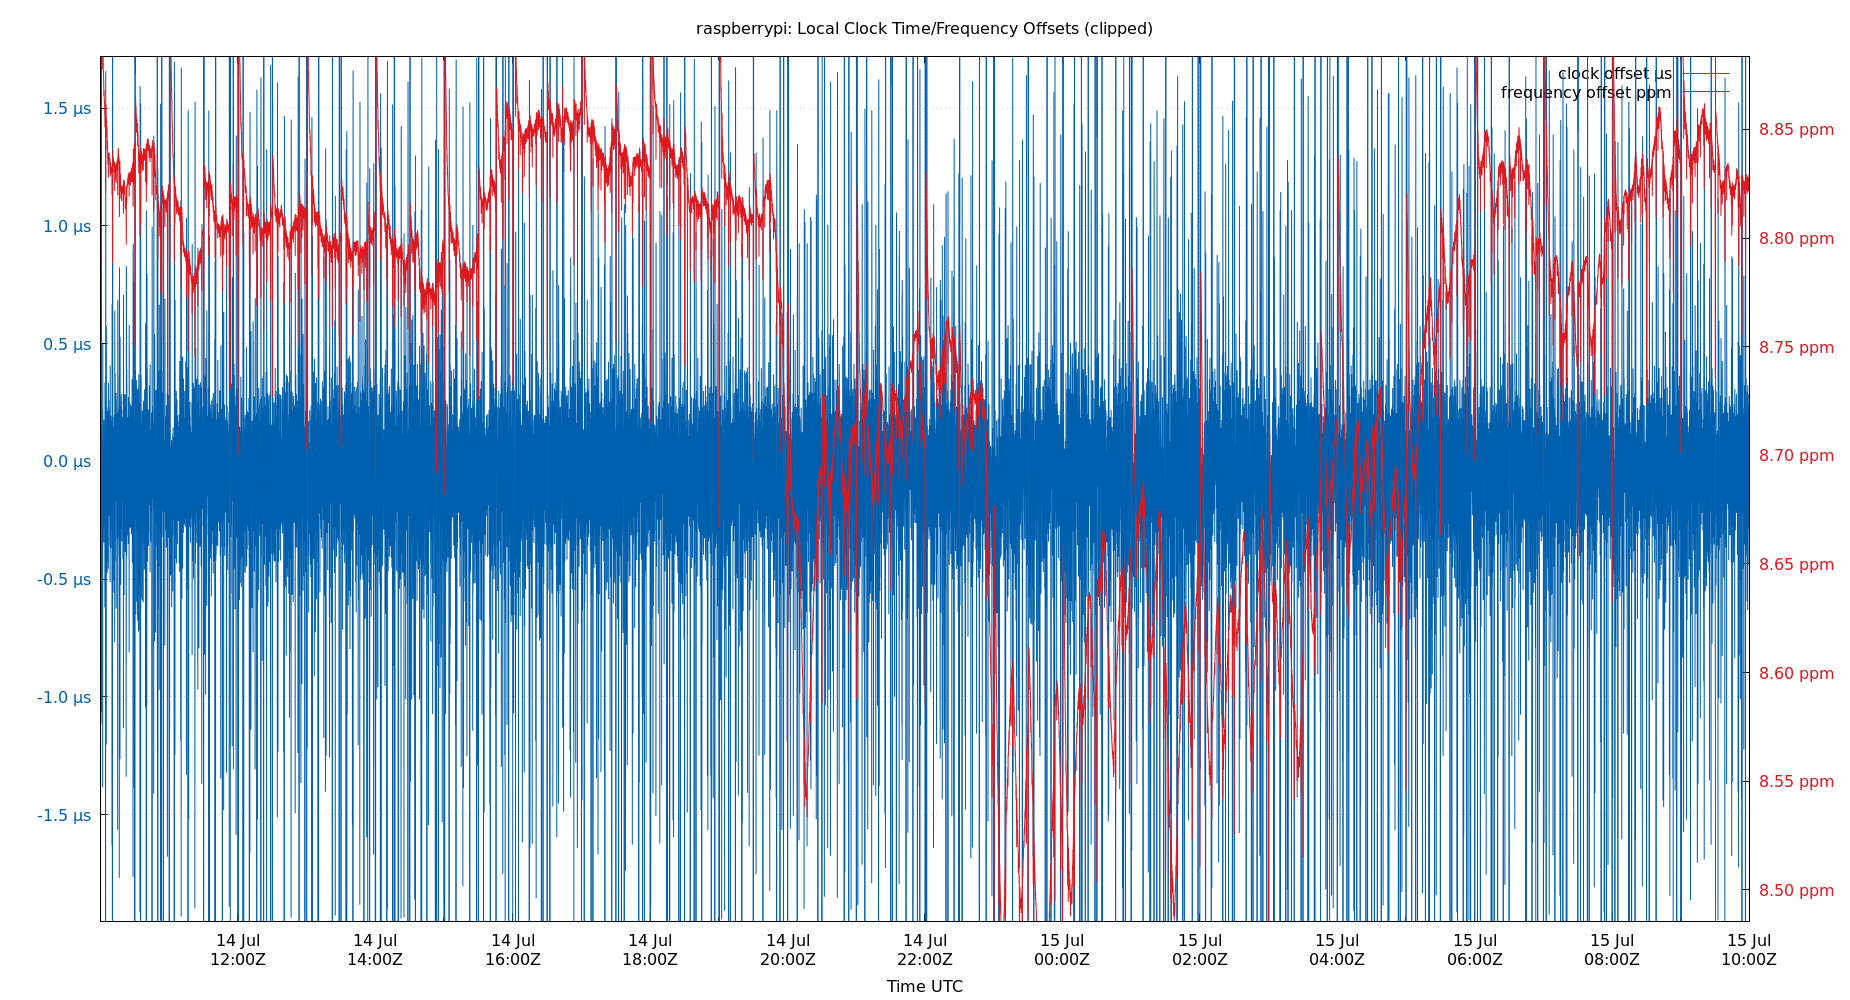 raspberrypi: Local Clock Time/Frequency Offsets (clipped)
clock offset µs
frequency offset ppm
1.5 µs
1.0 µs
0.5 µs
0.0 µs
-0.5 µs
-1.0 µs
-1.5 µs
8.85 ppm
8.80 ppm
8.75 ppm
8.70 ppm
8.65 ppm
8.60 ppm
8.55 ppm
8.50 ppm
14 Jul 14 Jul 14 Jul 14 Jul 14 Jul 14 Jul 15 Jul 15 Jul 15 Jul 15 Jul 15 Jul 15 Jul
12:00Z 14:00Z 16:00Z 18:00Z 20:00Z 22:00Z 00:00Z 02:00Z 04:00Z 06:00Z 08:00Z 10:00Z
Time UTC